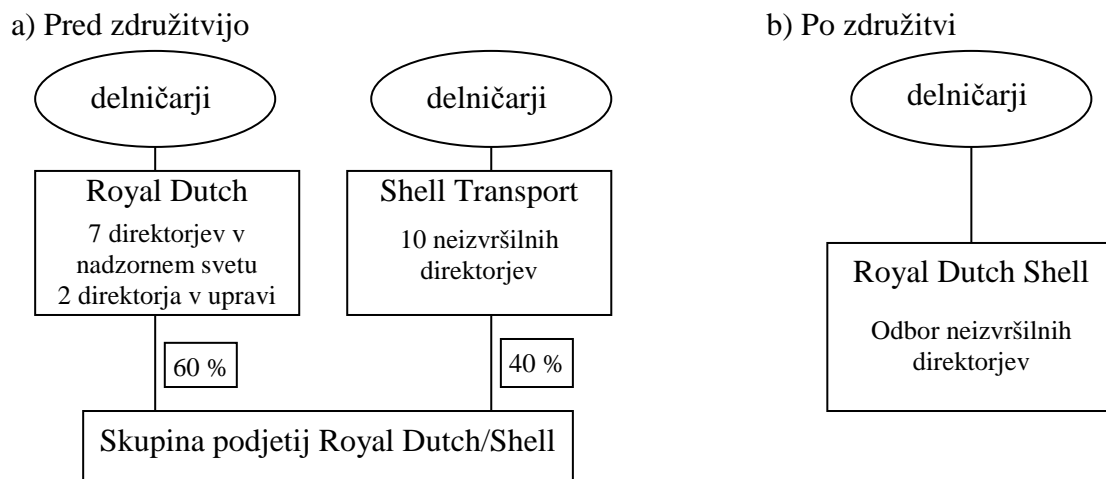 a) Pred združitvijo
delničarji
delničarji
Royal Dutch
7 direktorjev v
nadzornem svetu
2 direktorja v upravi
Shell Transport
10 neizvršilnih
direktorjev
60 %
40 %
Skupina podjetij Royal Dutch/Shell
b) Po združitvi
delničarji
Royal Dutch Shell
Odbor neizvršilnih
direktorjev